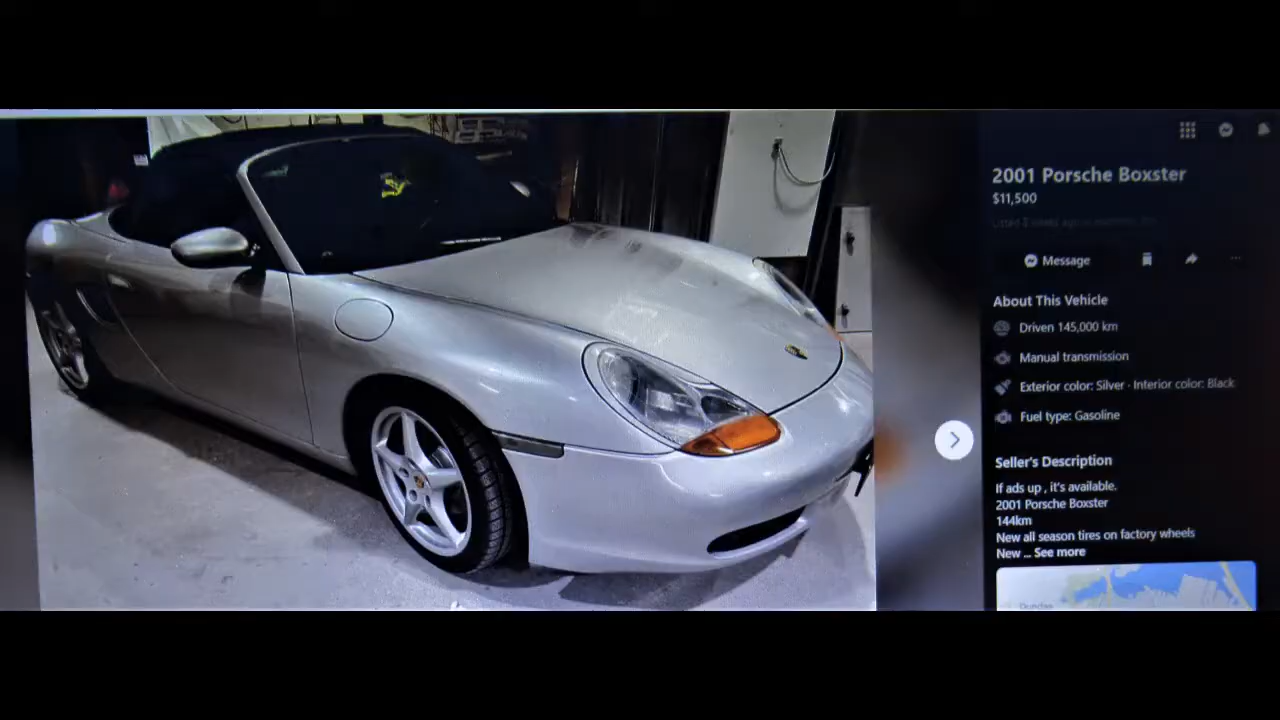 2001 Porsche Boxster
$11,500
Message
About This Vehicle
Driven 145,000 km
Manual transmission
Exterior color: Silver · Interior color: Black
Fuel type: Gasoline
Seller's Description
If ads up , it's available.
2001 Porsche Boxster
144km
New all season tires on factory wheels
New ... See more
Dundas